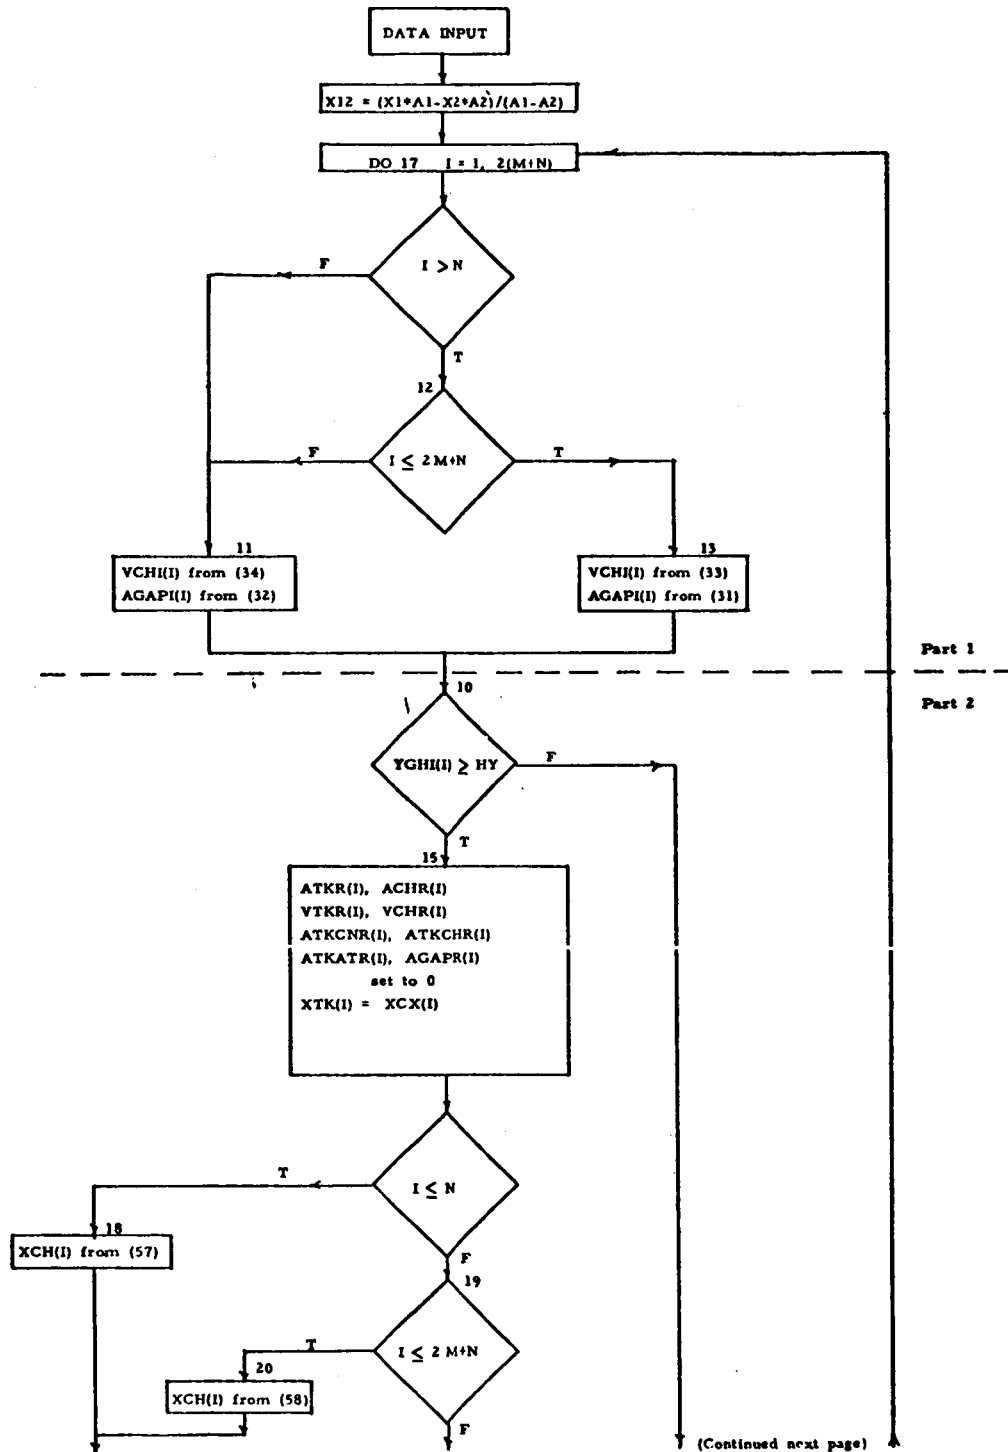 DATA INPUT
X12 = (X1*A1-X2*A2)/(A1-A2)
DO 17 I = 1, 2(M+N)
I > N
F
T
12
I ≤ 2 M+N
F
T
11
VCHI(I) from (34)
AGAPI(I) from (32)
13
VCHI(I) from (33)
AGAPI(I) from (31)
Part 1
Part 2
10
YGHI(I) ≥ HY
F
T
15
ATKR(I), ACHR(I)
VTKR(I), VCHR(I)
ATKCNR(I), ATKCHR(I)
ATKATR(I), AGAPR(I)
set to 0
XTK(I) = XCX(I)
I ≤ N
T
18
XCH(I) from (57)
F
19
I ≤ 2 M+N
T
20
XCH(I) from (58)
F
(Continued next page)